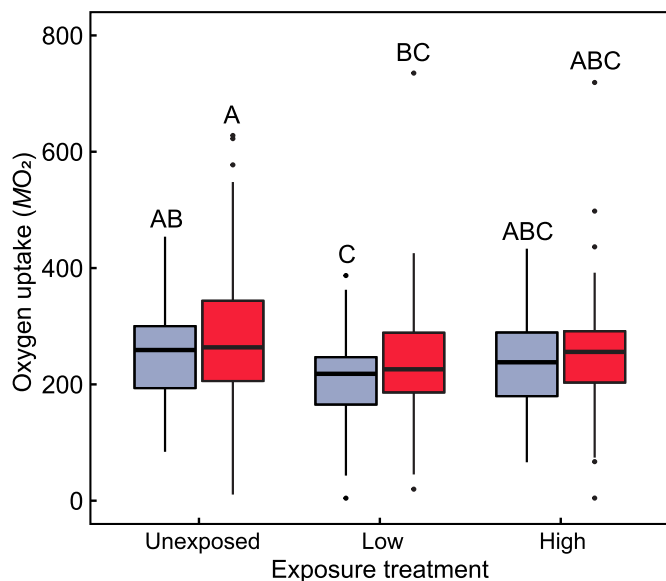 800
600
400
200
0
Oxygen uptake (MO₂)
AB
A
C
BC
ABC
ABC
Unexposed
Low
High
Exposure treatment